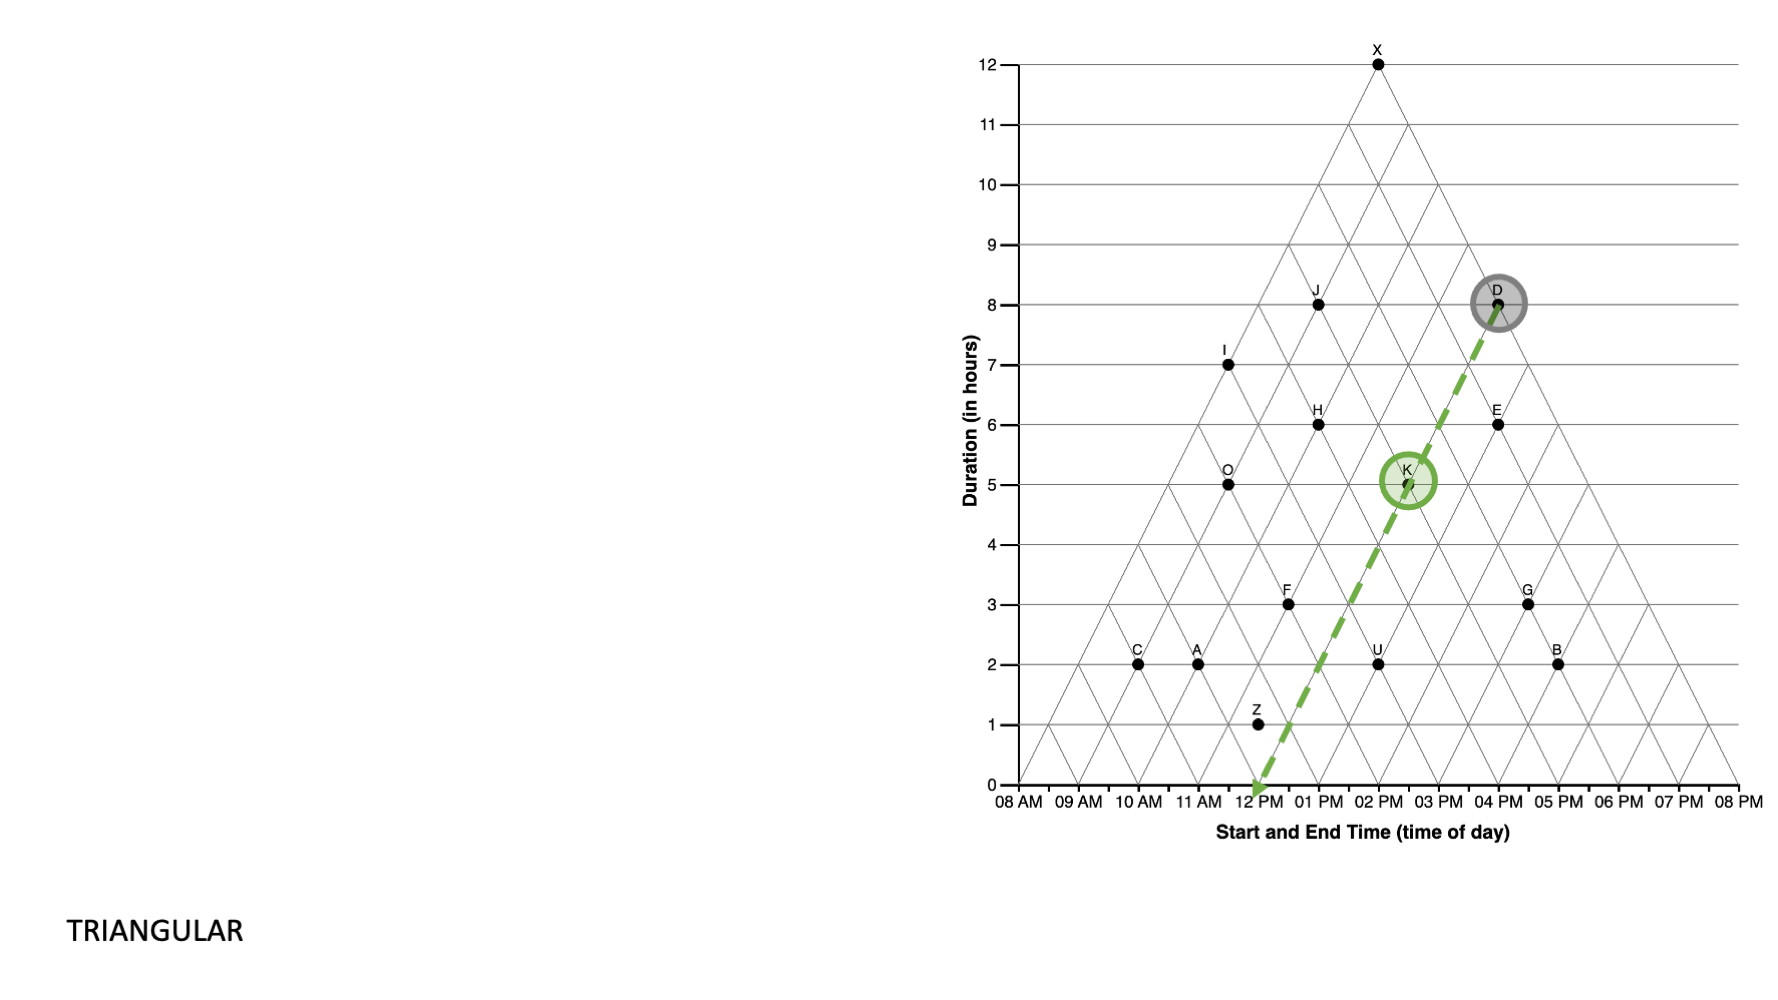 X
12
11
10
9
J
D
8
I
7
H
E
6
O
K
5
4
F
G
3
C
A
U
B
2
Z
1
0
Duration (in hours)
08 AM 09 AM 10 AM 11 AM 12 PM 01 PM 02 PM 03 PM 04 PM 05 PM 06 PM 07 PM 08 PM
Start and End Time (time of day)
TRIANGULAR